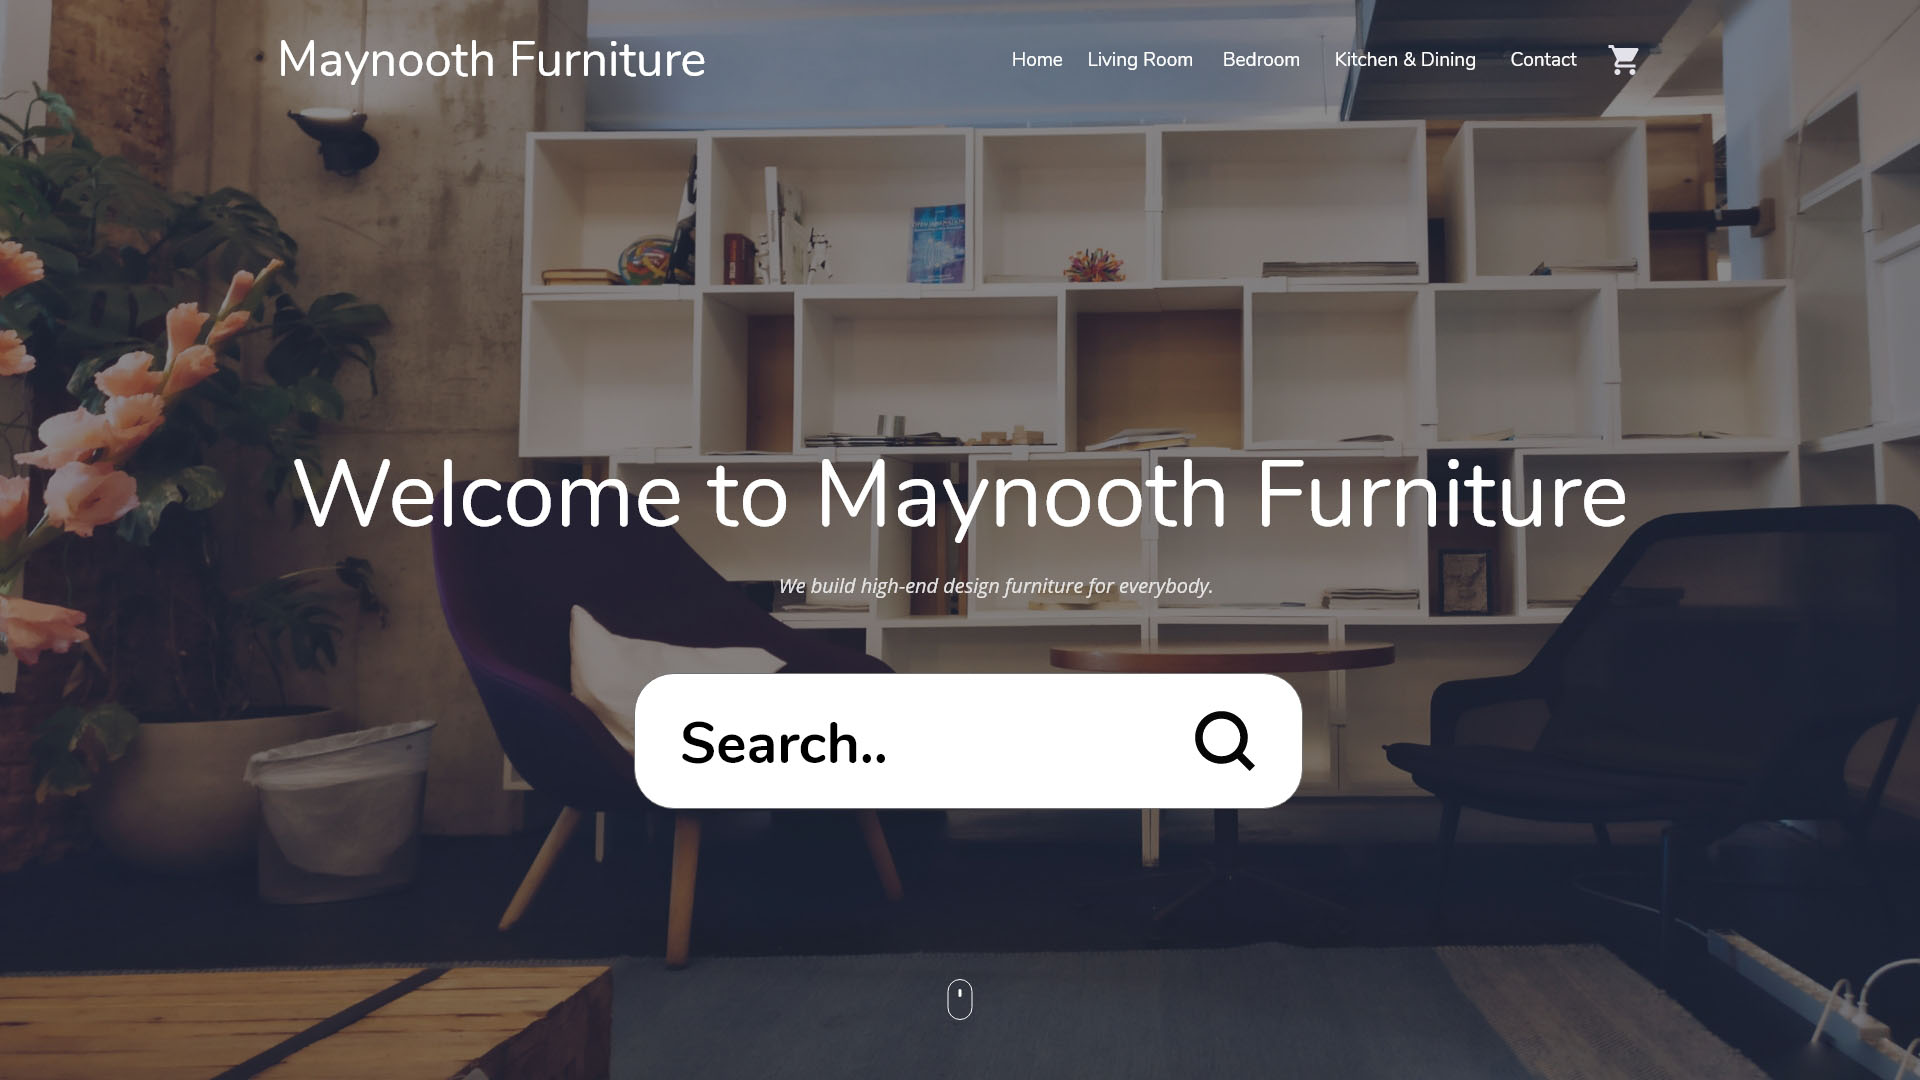 Maynooth Furniture
Home Living Room Bedroom Kitchen & Dining Contact
Welcome to Maynooth Furniture
We build high-end design furniture for everybody.
Search..